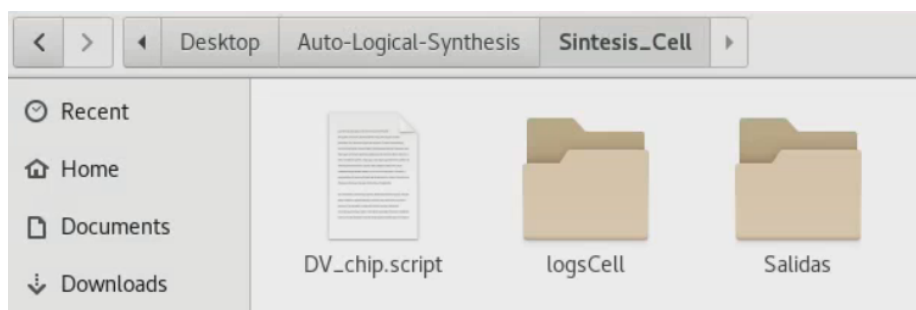 Desktop Auto-Logical-Synthesis Sintesis_Cell
Recent
Home
Documents
Downloads
DV_chip.script logsCell Salidas